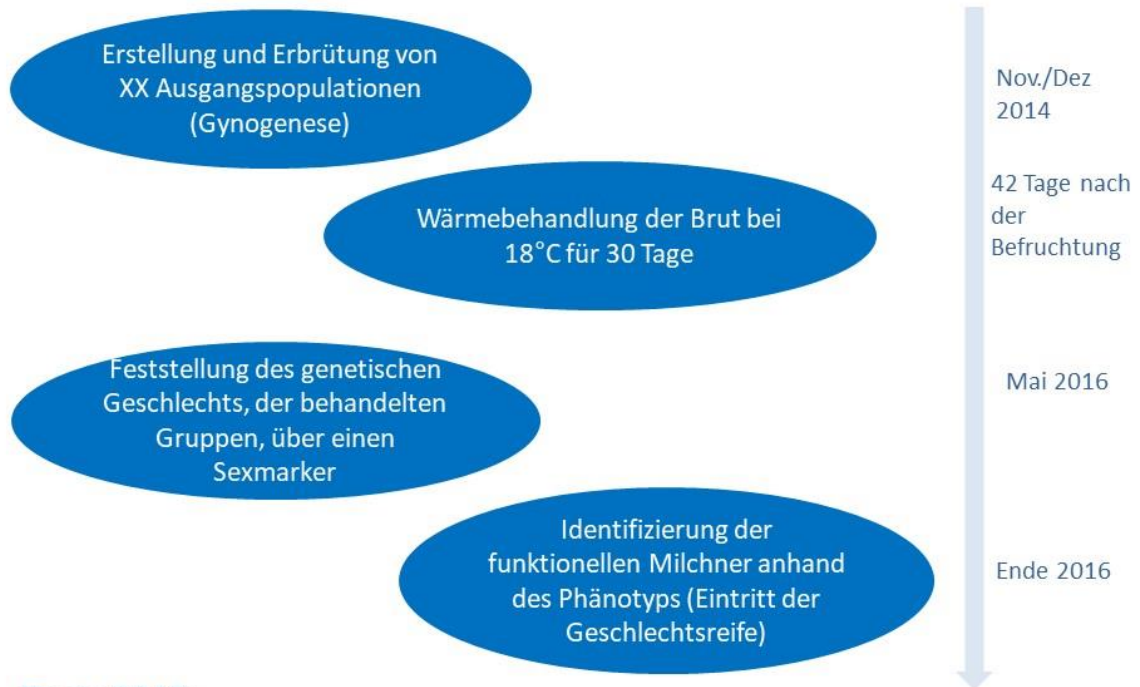 Erstellung und Erbrütung von
XX Ausgangspopulationen
(Gynogenese)
Nov./Dez
2014
Wärmebehandlung der Brut bei
18°C für 30 Tage
42 Tage nach
der
Befruchtung
Feststellung des genetischen
Geschlechts, der behandelten
Gruppen, über einen
Sexmarker
Mai 2016
Identifizierung der
funktionellen Milchner anhand
des Phänotyps (Eintritt der
Geschlechtsreife)
Ende 2016